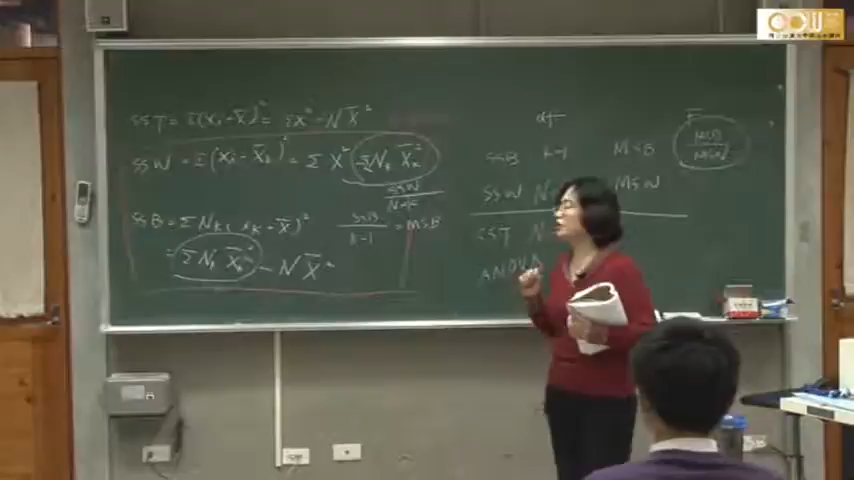 SST = Σ(Xi - X̄)² = ΣX² - NX̄²
SSW = Σ(Xi - X̄k)² = ΣX² - ΣNk X̄k²
SSW
N-K
SSB = ΣNk(X̄k - X̄)²
SSB
k-1
= MSB
= ΣNk X̄k² - NX̄²
df
F
SSB k-1 MSB
MSB
MSW
SSW N- MSW
SST N
ANOVA